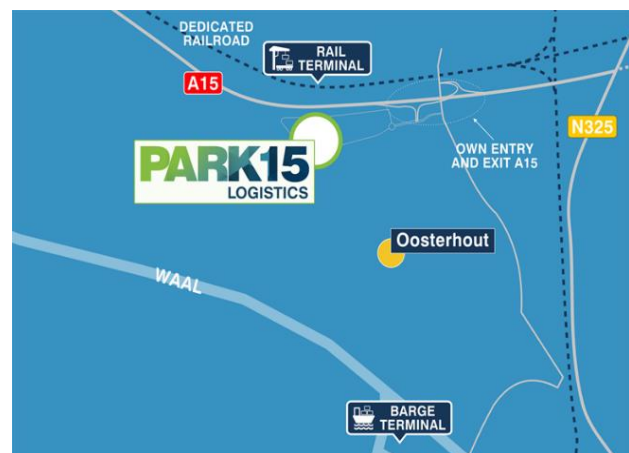 DEDICATED
RAILROAD
RAIL
TERMINAL
A15
N325
OWN ENTRY
AND EXIT A15
PARK15
LOGISTICS
Oosterhout
WAAL
BARGE
TERMINAL